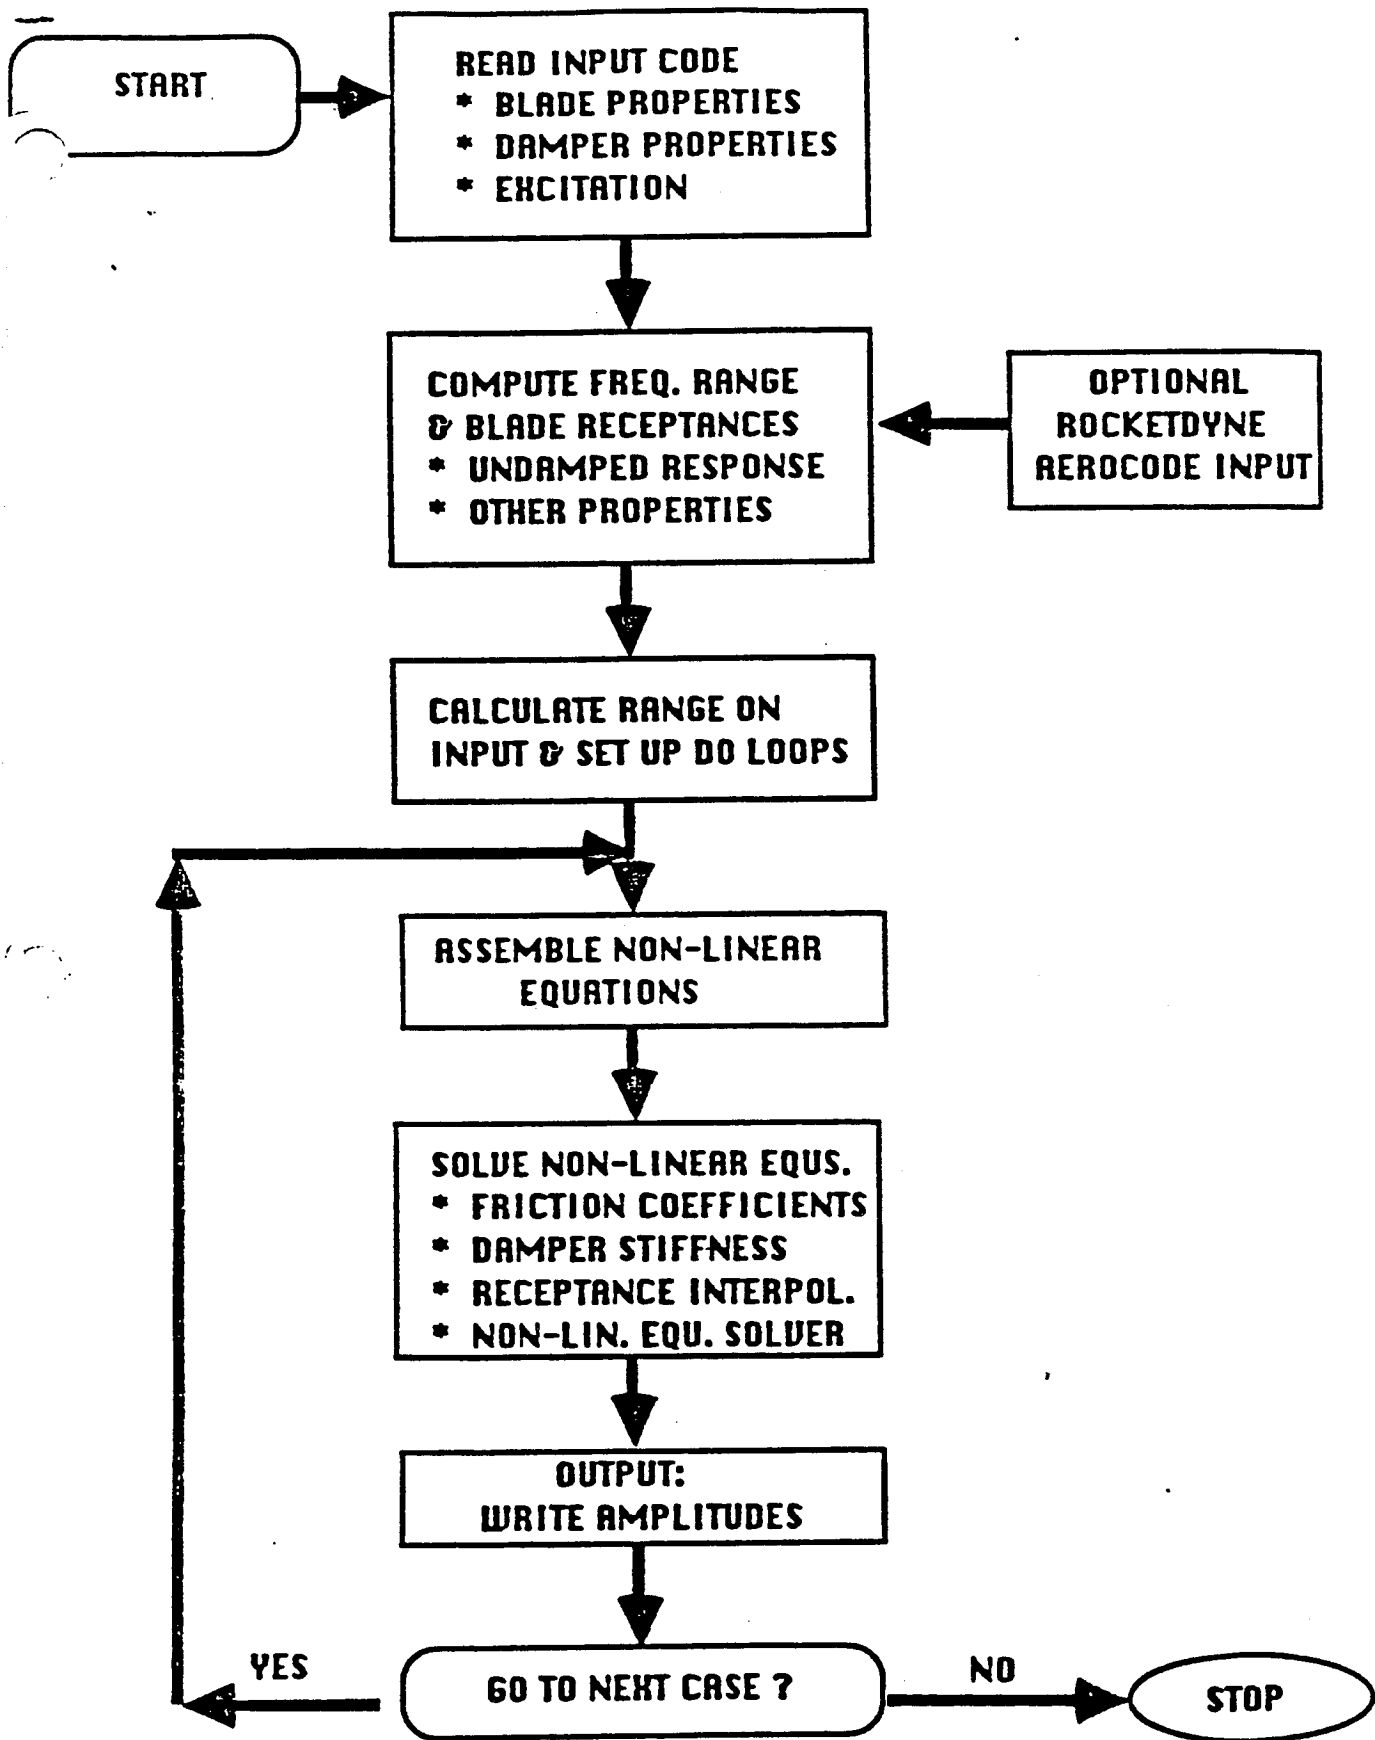 START
READ INPUT CODE
* BLADE PROPERTIES
* DAMPER PROPERTIES
* EXCITATION
COMPUTE FREQ. RANGE
& BLADE RECEPTANCES
* UNDAMPED RESPONSE
* OTHER PROPERTIES
OPTIONAL
ROCKETDYNE
AEROCODE INPUT
CALCULATE RANGE ON
INPUT & SET UP DO LOOPS
ASSEMBLE NON-LINEAR
EQUATIONS
SOLVE NON-LINEAR EQUS.
* FRICTION COEFFICIENTS
* DAMPER STIFFNESS
* RECEPTANCE INTERPOL.
* NON-LIN. EQU. SOLVER
OUTPUT:
WRITE AMPLITUDES
YES
GO TO NEXT CASE ?
NO
STOP